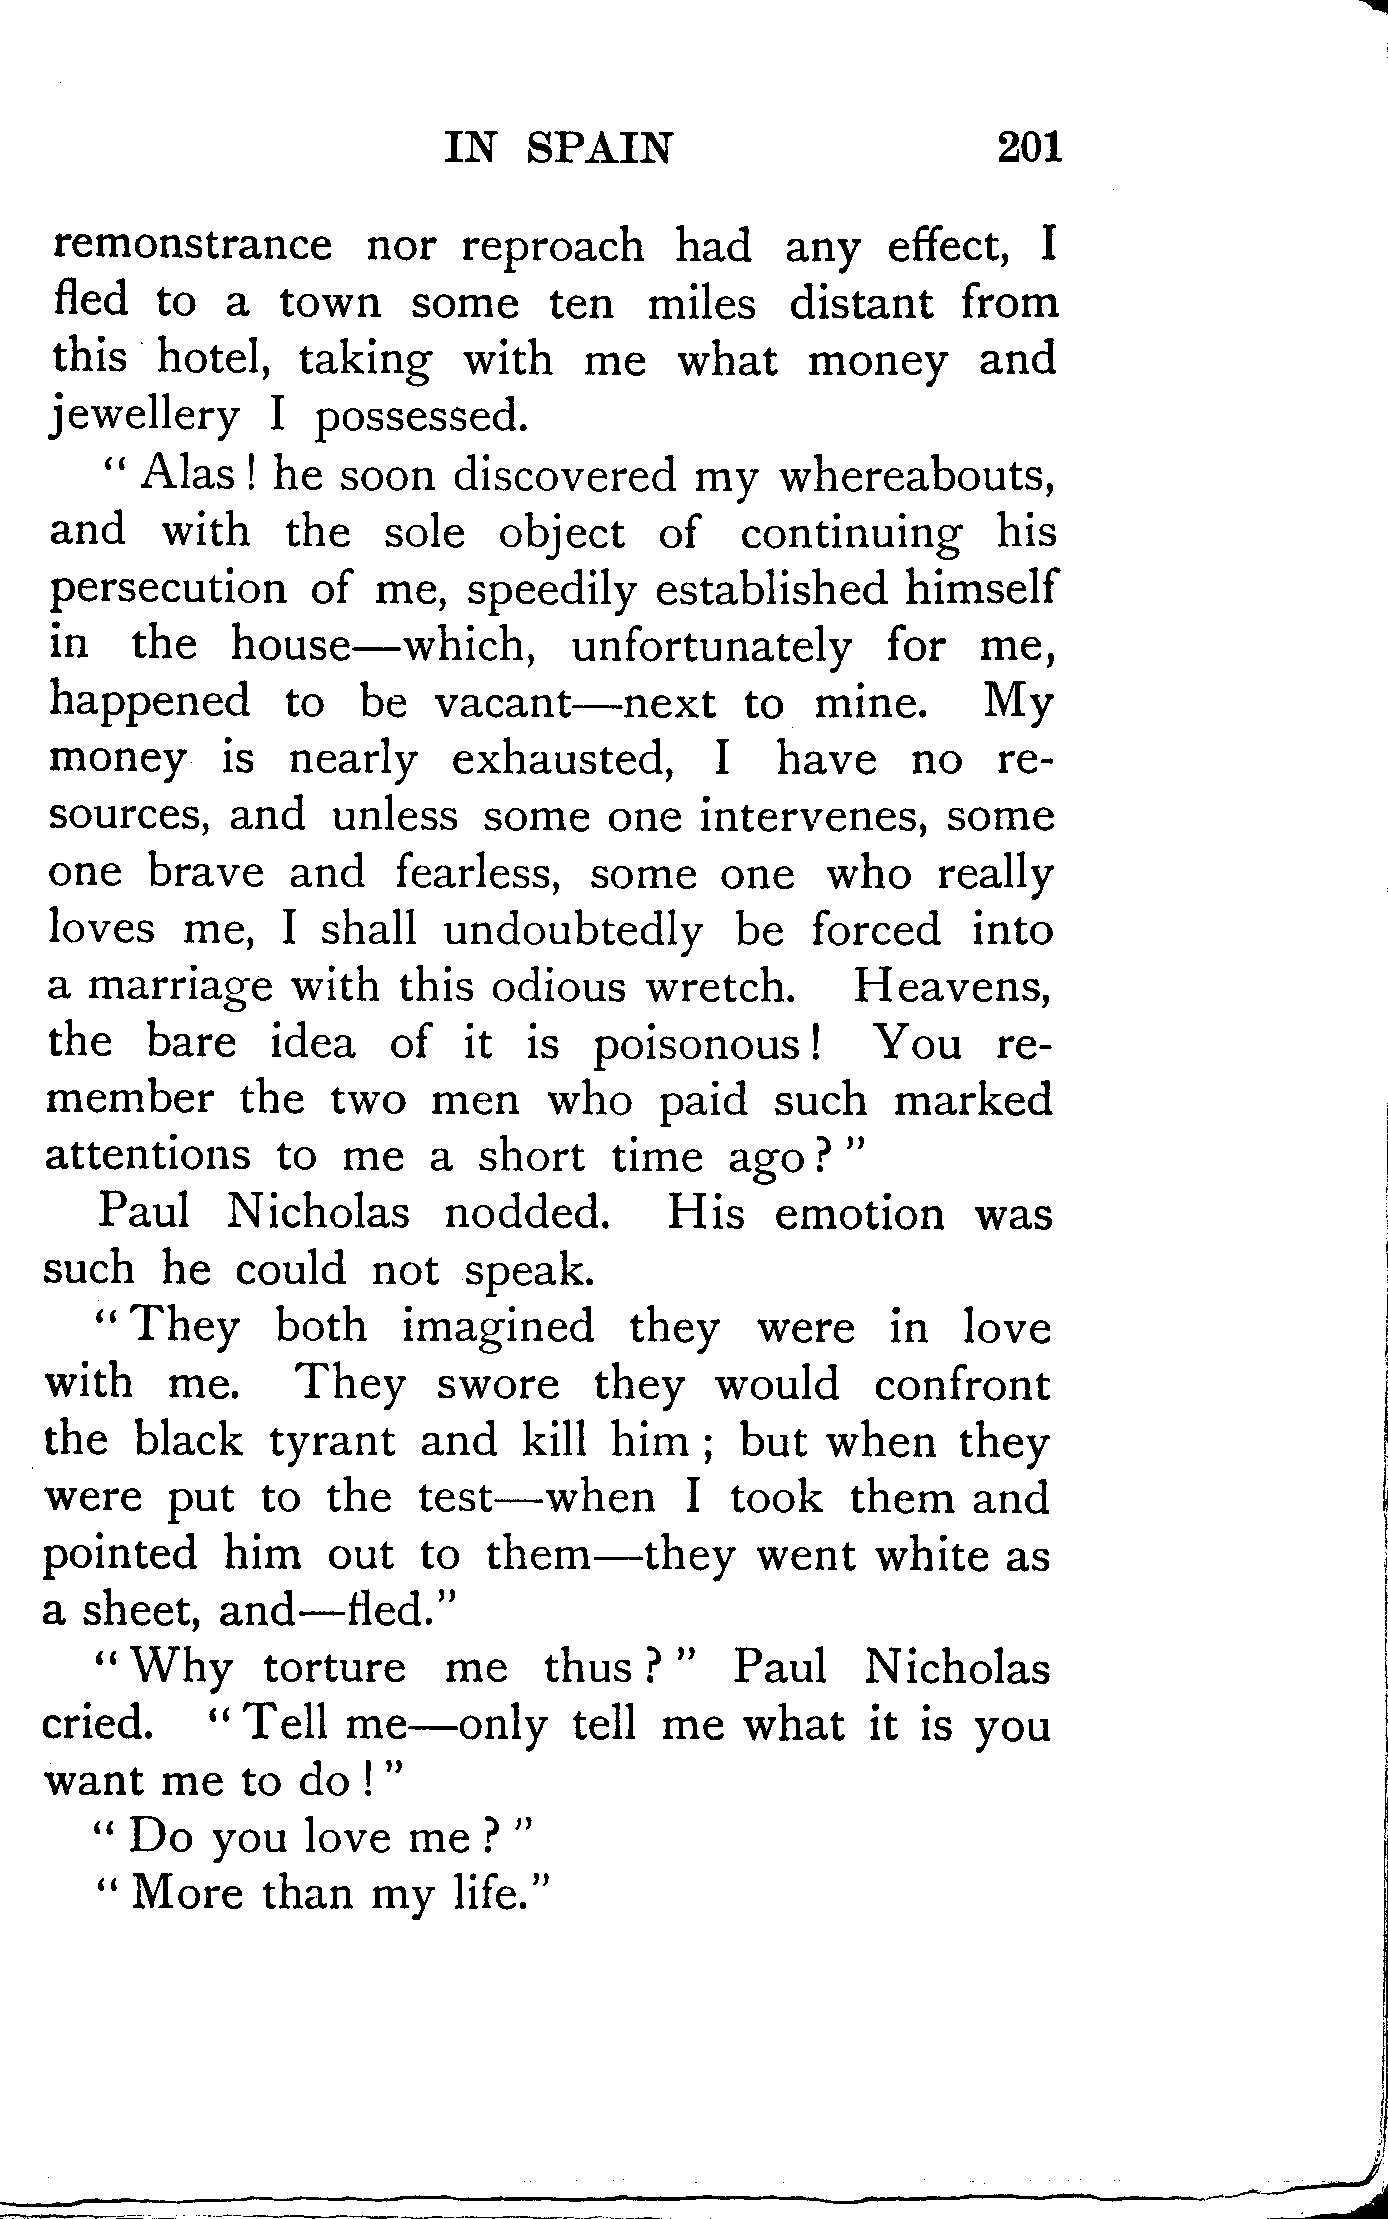 IN SPAIN 201
remonstrance nor reproach had any effect, I
fled to a town some ten miles distant from
this hotel, taking with me what money and
jewellery I possessed.
“ Alas ! he soon discovered my whereabouts,
and with the sole object of continuing his
persecution of me, speedily established himself
in the house—which, unfortunately for me,
happened to be vacant—next to mine. My
money is nearly exhausted, I have no re-
sources, and unless some one intervenes, some
one brave and fearless, some one who really
loves me, I shall undoubtedly be forced into
a marriage with this odious wretch. Heavens,
the bare idea of it is poisonous ! You re-
member the two men who paid such marked
attentions to me a short time ago ? ”
Paul Nicholas nodded. His emotion was
such he could not speak.
“ They both imagined they were in love
with me. They swore they would confront
the black tyrant and kill him ; but when they
were put to the test—when I took them and
pointed him out to them—they went white as
a sheet, and—fled.”
“ Why torture me thus ? ” Paul Nicholas
cried. “ Tell me—only tell me what it is you
want me to do ! ”
“ Do you love me ? ”
“ More than my life.”